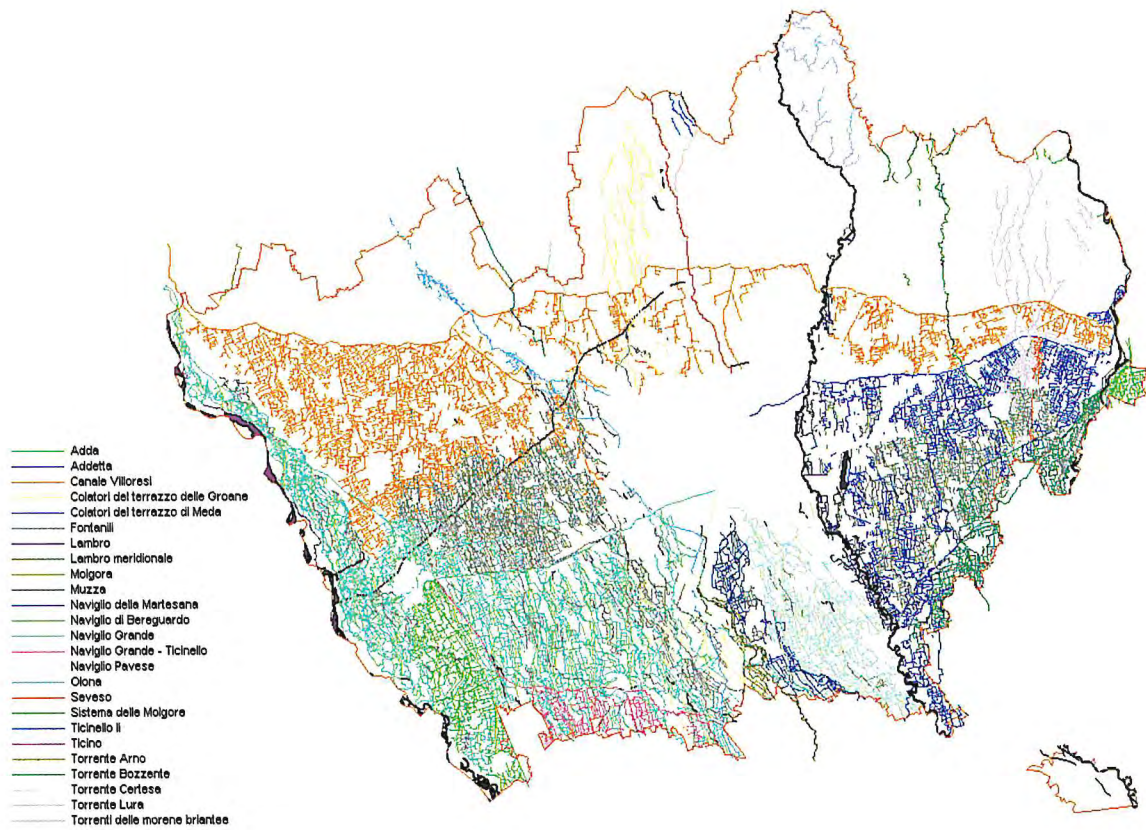 Adda
Addetta
Canale Villoresi
Colatori del terrazzo delle Groane
Colatori del terrazzo di Meda
Fontanili
Lambro
Lambro meridionale
Molgora
Muzza
Naviglio della Martesana
Naviglio di Bereguardo
Naviglio Grande
Naviglio Grande - Ticinello
Naviglio Pavese
Olona
Seveso
Sistema delle Molgore
Ticinello II
Ticino
Torrente Arno
Torrente Bozzente
Torrente Certesa
Torrente Lura
Torrenti delle morene briantee